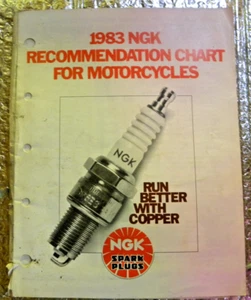 1983 NGK
RECOMMENDATION CHART
FOR MOTORCYCLES
NGK
RUN
BETTER
WITH
COPPER
NGK
SPARK
PLUGS